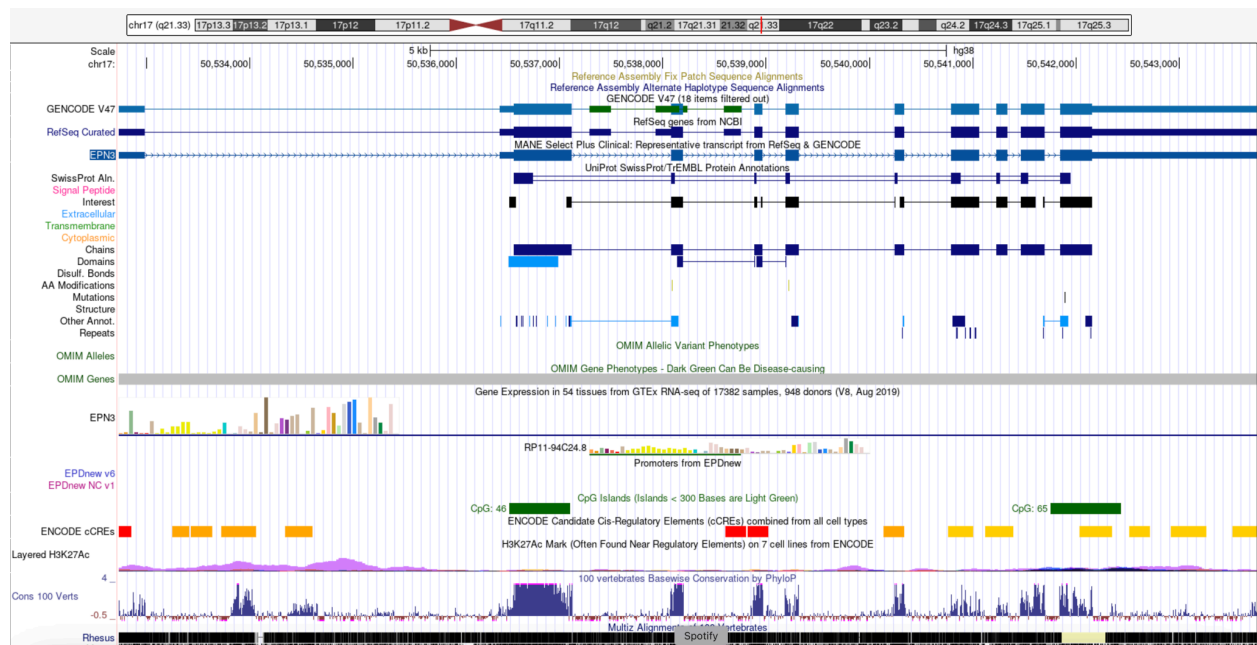 chr17 (q21.33) 17p13.3 17p13.2 17p13.1 17p12 17p11.2 17q11.2 17q12 q21.2 17q21.31 21.32 q21.33 17q22 q23.2 q24.2 17q24.3 17q25.1 17q25.3
Scale 5 kb hg38
chr17: 50,534,000 50,535,000 50,536,000 50,537,000 50,538,000 50,539,000 50,540,000 50,541,000 50,542,000 50,543,000
Reference Assembly Fix Patch Sequence Alignments
Reference Assembly Alternate Haplotype Sequence Alignments
GENCODE V47 (18 items filtered out)
GENCODE V47
RefSeq genes from NCBI
RefSeq Curated
MANE Select Plus Clinical: Representative transcript from RefSeq & GENCODE
EPN3
UniProt SwissProt/TrEMBL Protein Annotations
SwissProt Aln.
Signal Peptide
Interest
Extracellular
Transmembrane
Cytoplasmic
Chains
Domains
Disulf. Bonds
AA Modifications
Mutations
Structure
Other Annot.
Repeats
OMIM Allelic Variant Phenotypes
OMIM Alleles
OMIM Gene Phenotypes - Dark Green Can Be Disease-causing
OMIM Genes
Gene Expression in 54 tissues from GTEx RNA-seq of 17382 samples, 948 donors (V8, Aug 2019)
EPN3
RP11-94C24.8
Promoters from EPDnew
EPDnew v6
EPDnew NC v1
CpG Islands (Islands < 300 Bases are Light Green)
CpG: 46 CpG: 65
ENCODE Candidate Cis-Regulatory Elements (cCREs) combined from all cell types
ENCODE cCREs
H3K27Ac Mark (Often Found Near Regulatory Elements) on 7 cell lines from ENCODE
Layered H3K27Ac
100 vertebrates Basewise Conservation by PhyloP
4 _
Cons 100 Verts
-0.5 _
Multiz Alignments of 100 Vertebrates
Rhesus
Spotify